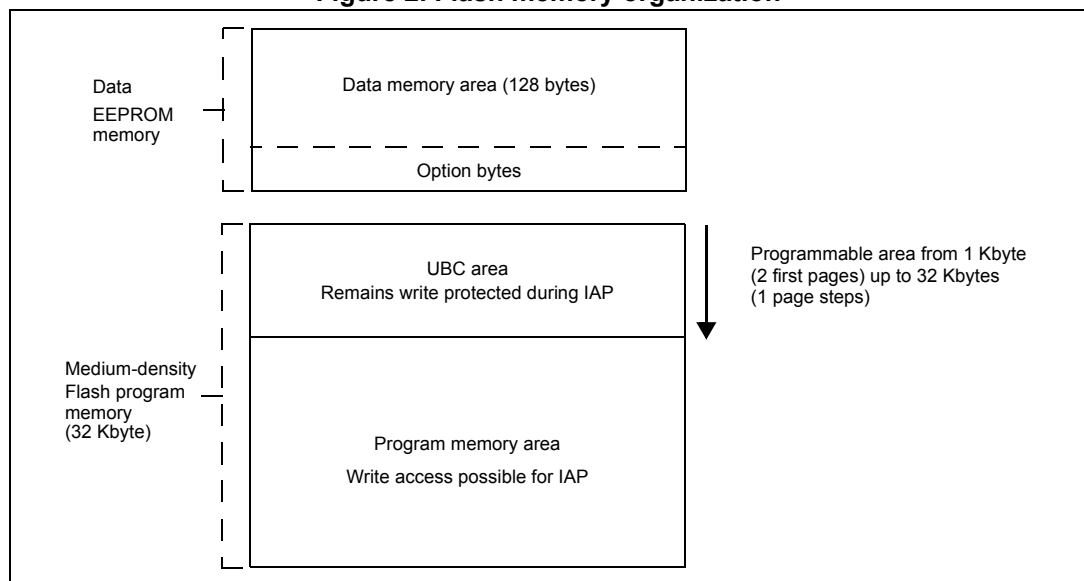 Figure 2. Flash memory organization
Data
EEPROM
memory
Data memory area (128 bytes)
Option bytes
UBC area
Remains write protected during IAP
Programmable area from 1 Kbyte
(2 first pages) up to 32 Kbytes
(1 page steps)
Medium-density
Flash program
memory
(32 Kbyte)
Program memory area
Write access possible for IAP